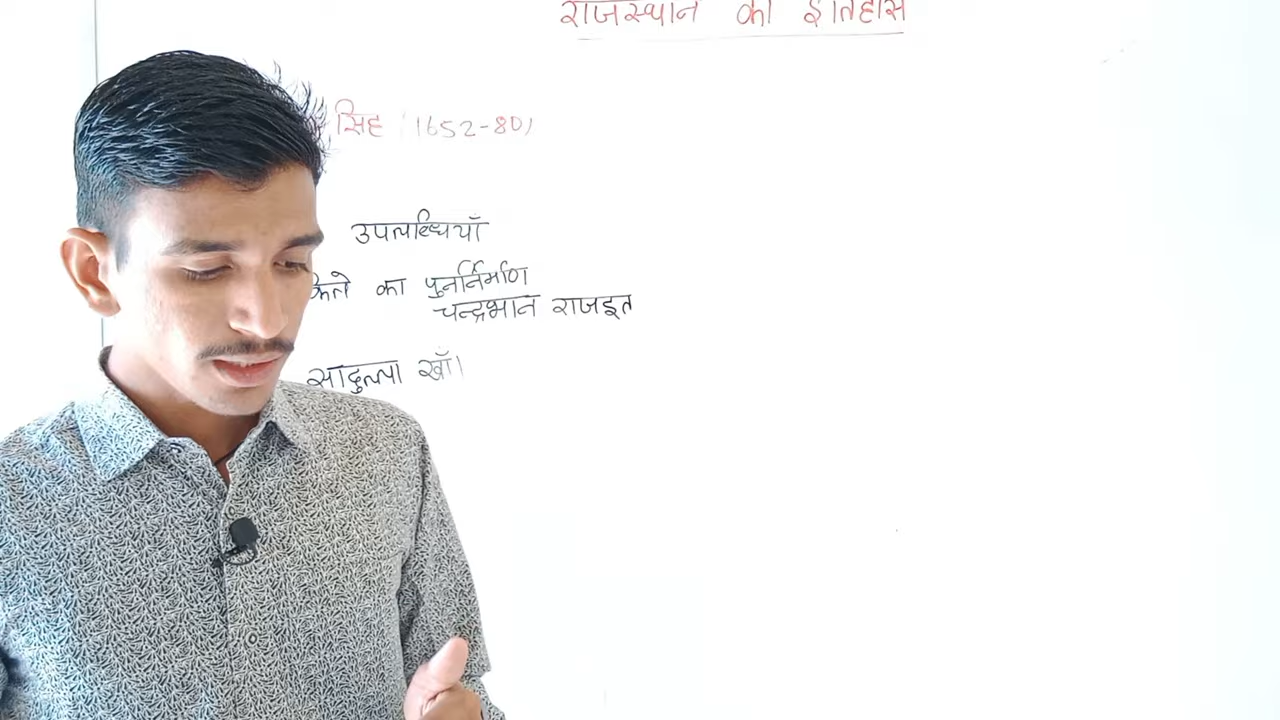 राजस्थान का इतिहास
सिंह (1652-80)
उपलब्धियाँ
किले का पुनर्निर्माण
चन्द्रभान राजदूत
सादुल्ला खाँ।